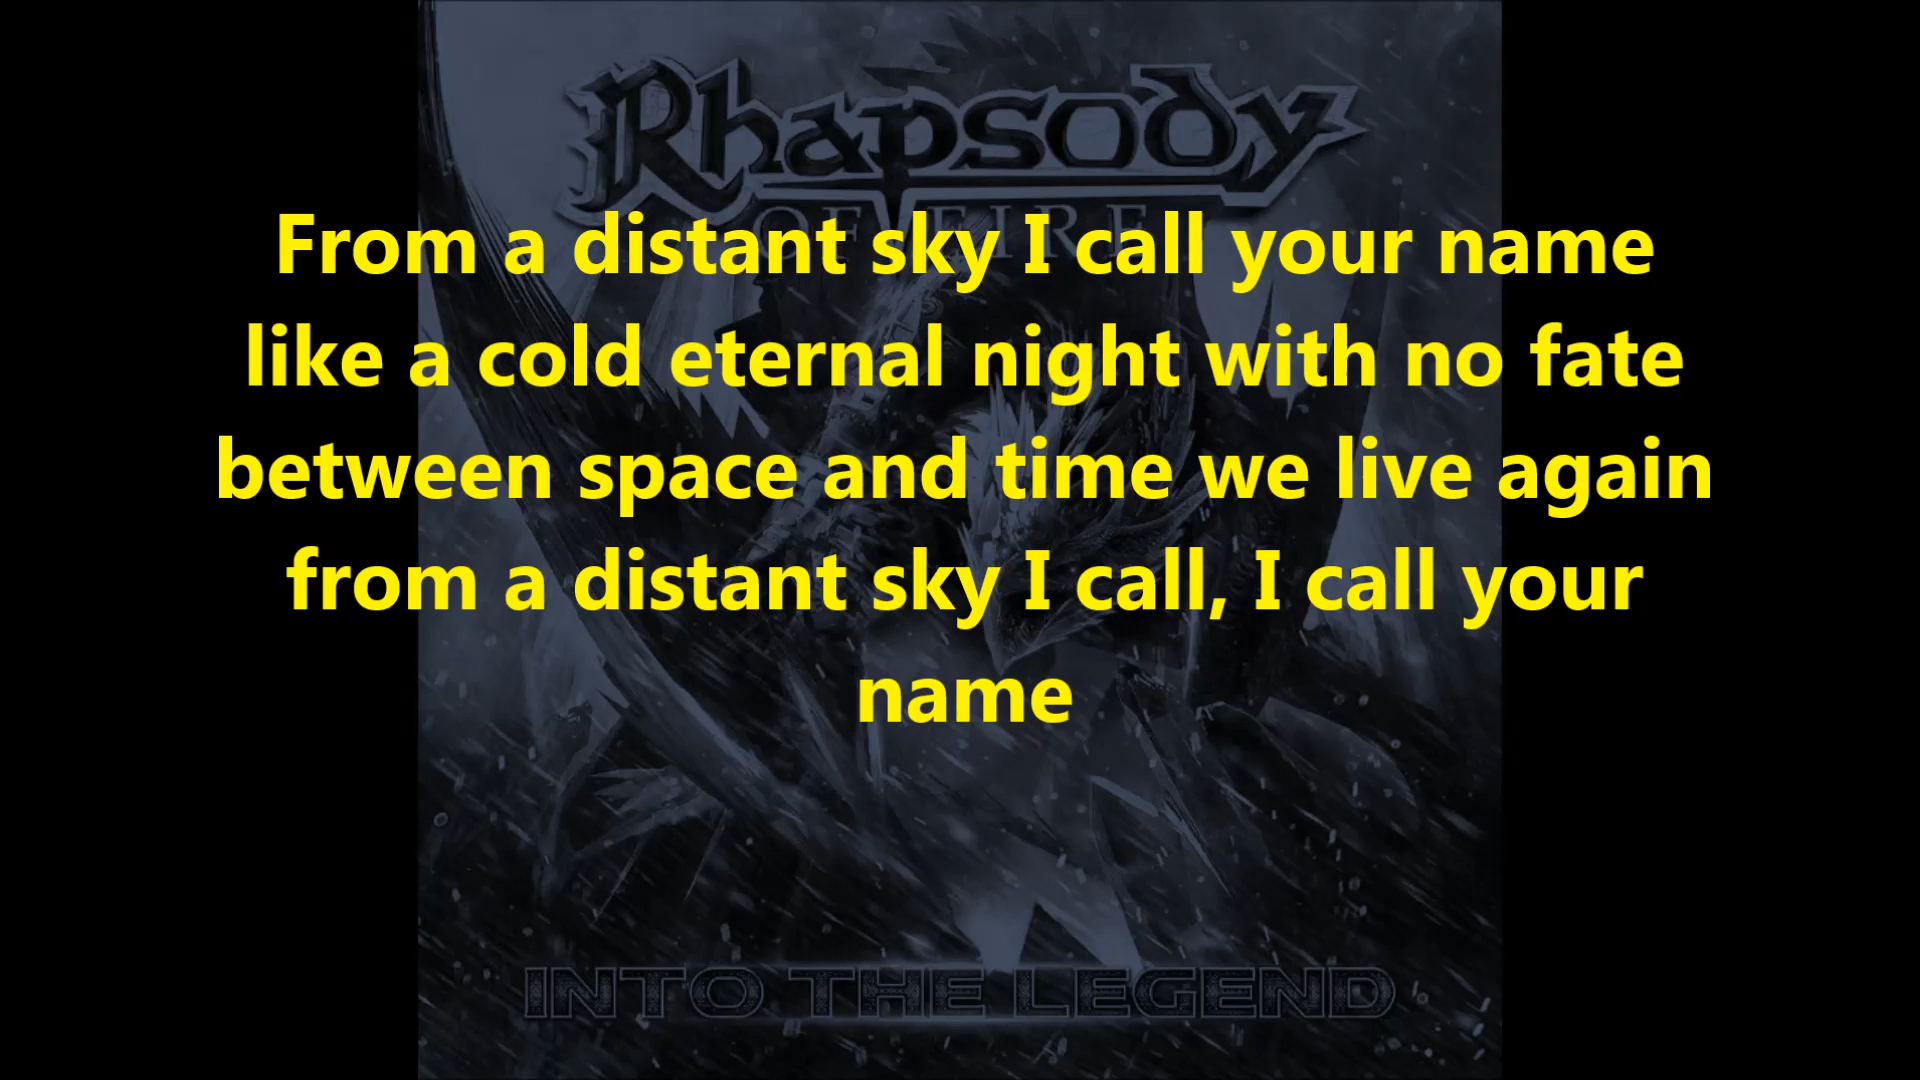 Rhapsody
OF FIRE
From a distant sky I call your name
like a cold eternal night with no fate
between space and time we live again
from a distant sky I call, I call your
name
INTO THE LEGEND